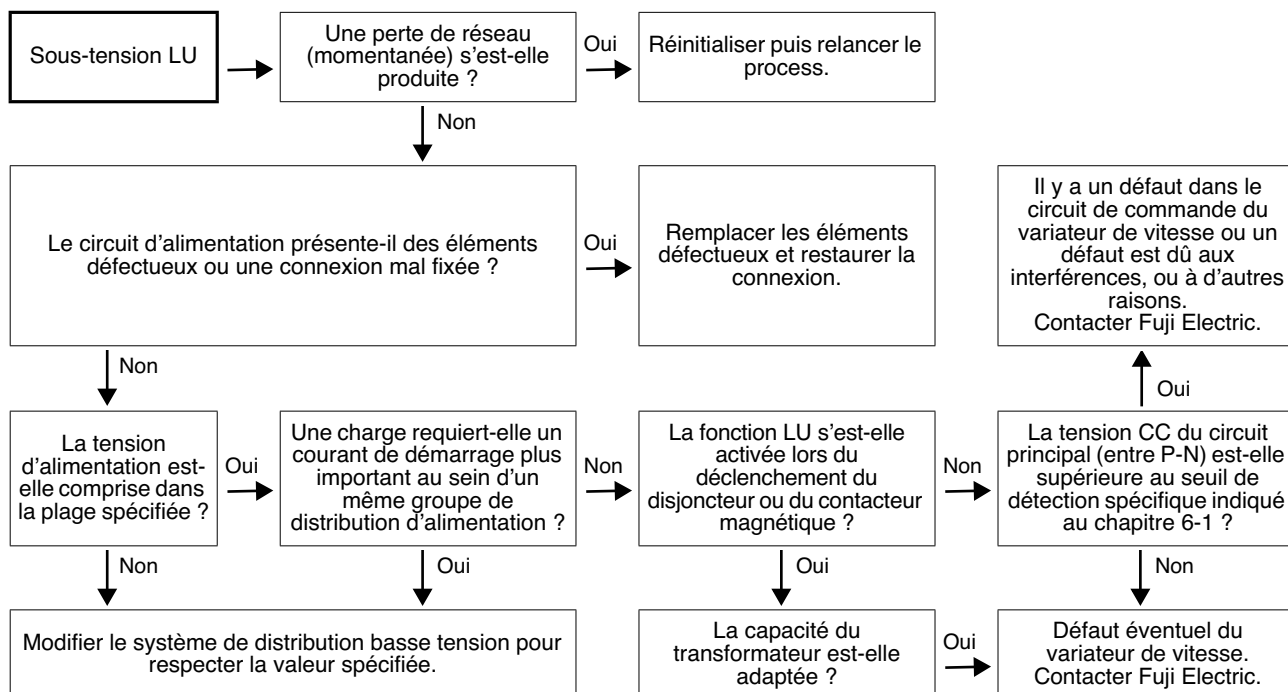 Sous-tension LU
Une perte de réseau
(momentanée) s’est-elle
produite ?
Oui
Réinitialiser puis relancer le
process.
Non
Le circuit d’alimentation présente-il des éléments
défectueux ou une connexion mal fixée ?
Oui
Remplacer les éléments
défectueux et restaurer la
connexion.
Il y a un défaut dans le
circuit de commande du
variateur de vitesse ou un
défaut est dû aux
interférences, ou à d’autres
raisons.
Contacter Fuji Electric.
Non
Oui
La tension
d’alimentation est-
elle comprise dans
la plage spécifiée ?
Oui
Une charge requiert-elle un
courant de démarrage plus
important au sein d’un
même groupe de
distribution d’alimentation ?
Non
La fonction LU s’est-elle
activée lors du
déclenchement du
disjoncteur ou du contacteur
magnétique ?
Non
La tension CC du circuit
principal (entre P-N) est-elle
supérieure au seuil de
détection spécifique indiqué
au chapitre 6-1 ?
Non
Oui
Oui
Non
Modifier le système de distribution basse tension pour
respecter la valeur spécifiée.
La capacité du
transformateur est-elle
adaptée ?
Oui
Défaut éventuel du
variateur de vitesse.
Contacter Fuji Electric.